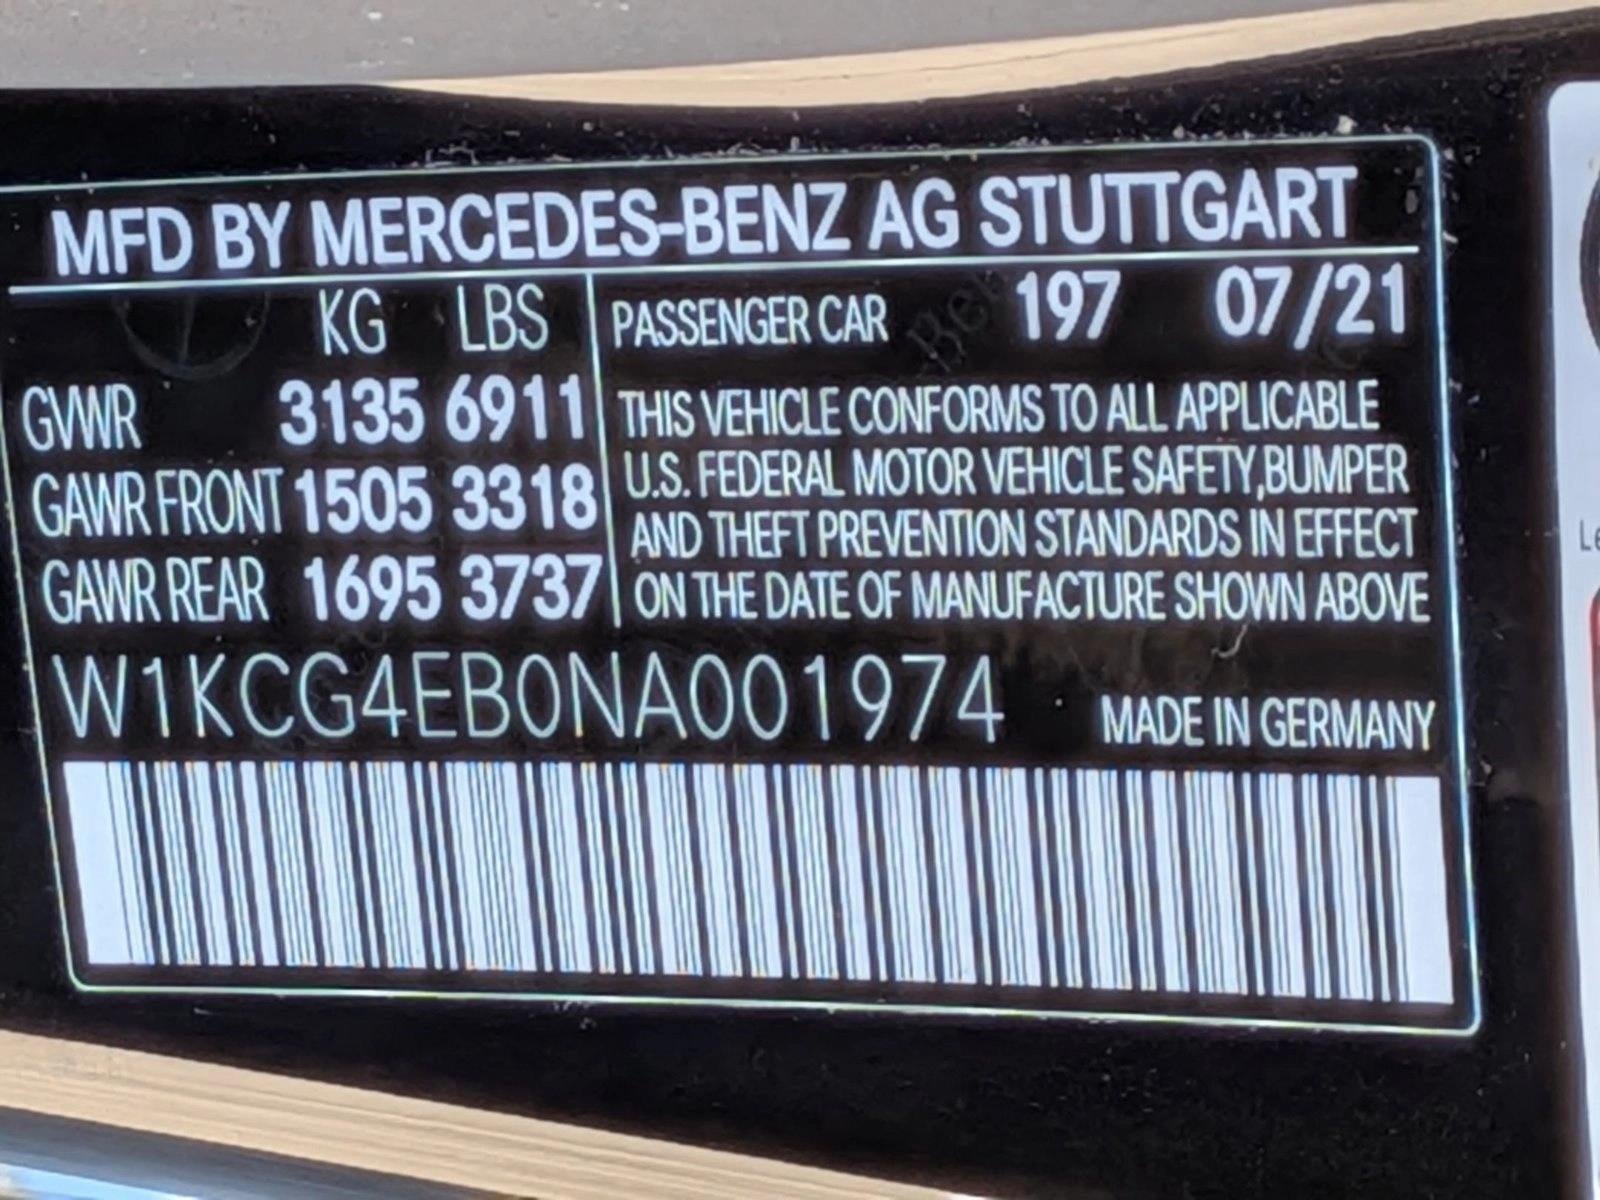 MFD BY MERCEDES-BENZ AG STUTTGART
KG LBS
GVWR 3135 6911
GAWR FRONT 1505 3318
GAWR REAR 1695 3737
PASSENGER CAR 197 07/21
THIS VEHICLE CONFORMS TO ALL APPLICABLE
U.S. FEDERAL MOTOR VEHICLE SAFETY,BUMPER
AND THEFT PREVENTION STANDARDS IN EFFECT
ON THE DATE OF MANUFACTURE SHOWN ABOVE
W1KCG4EB0NA001974
MADE IN GERMANY